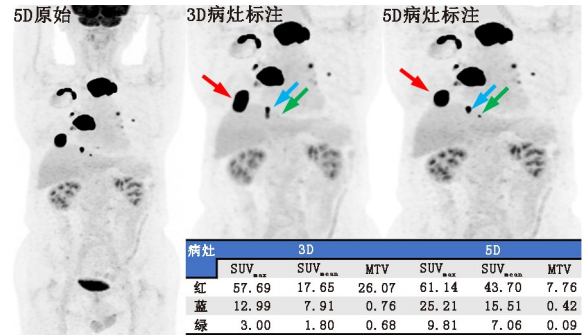 5D原始
3D病灶标注
5D病灶标注
病灶 3D 5D
SUVmax SUVmean MTV SUVmax SUVmean MTV
红 57.69 17.65 26.07 61.14 43.70 7.76
蓝 12.99 7.91 0.76 25.21 15.51 0.42
绿 3.00 1.80 0.68 9.81 7.06 0.09